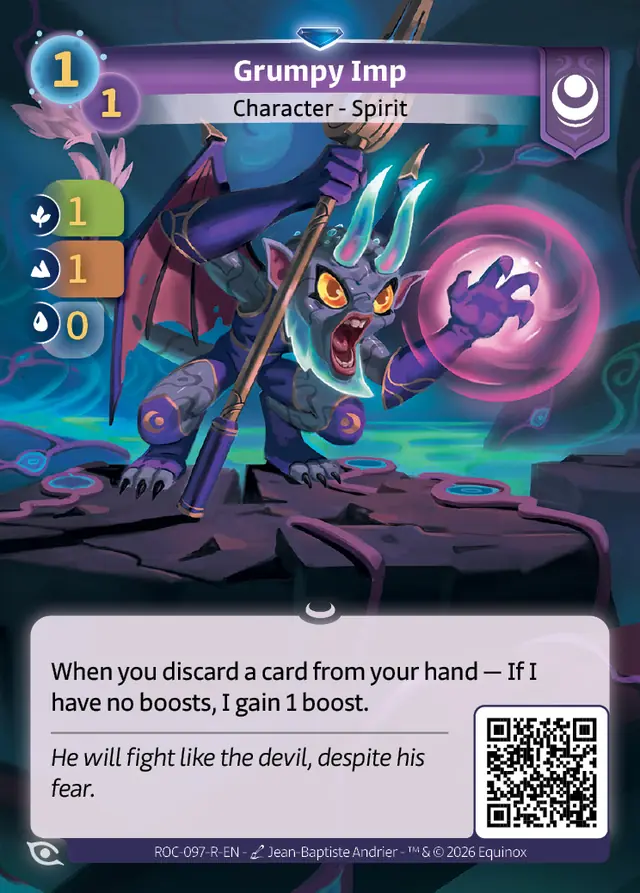 1
Grumpy Imp
1
Character - Spirit
1
1
0
When you discard a card from your hand — If I
have no boosts, I gain 1 boost.
He will fight like the devil, despite his
fear.
ROC-097-R-EN - Jean-Baptiste Andrier - ™ & © 2026 Equinox